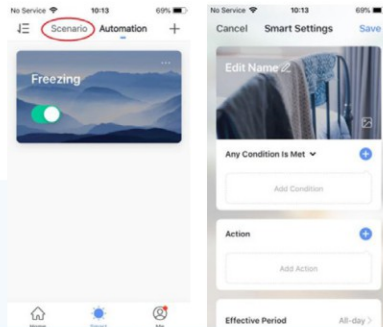 No Service 10:13 69%
Scenario Automation
Freezing
Home Smart Me
No Service 10:13 69%
Cancel Smart Settings Save
Edit Name
Any Condition Is Met
Add Condition
Action
Add Action
Effective Period All-day